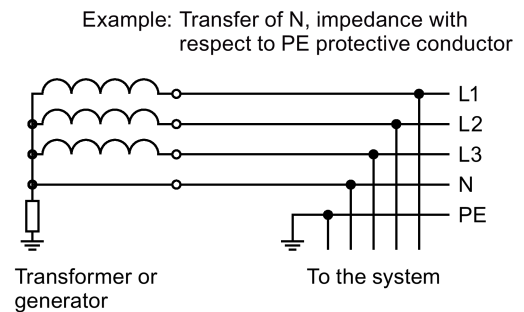 Example: Transfer of N, impedance with
respect to PE protective conductor
L1
L2
L3
N
PE
Transformer or
generator
To the system